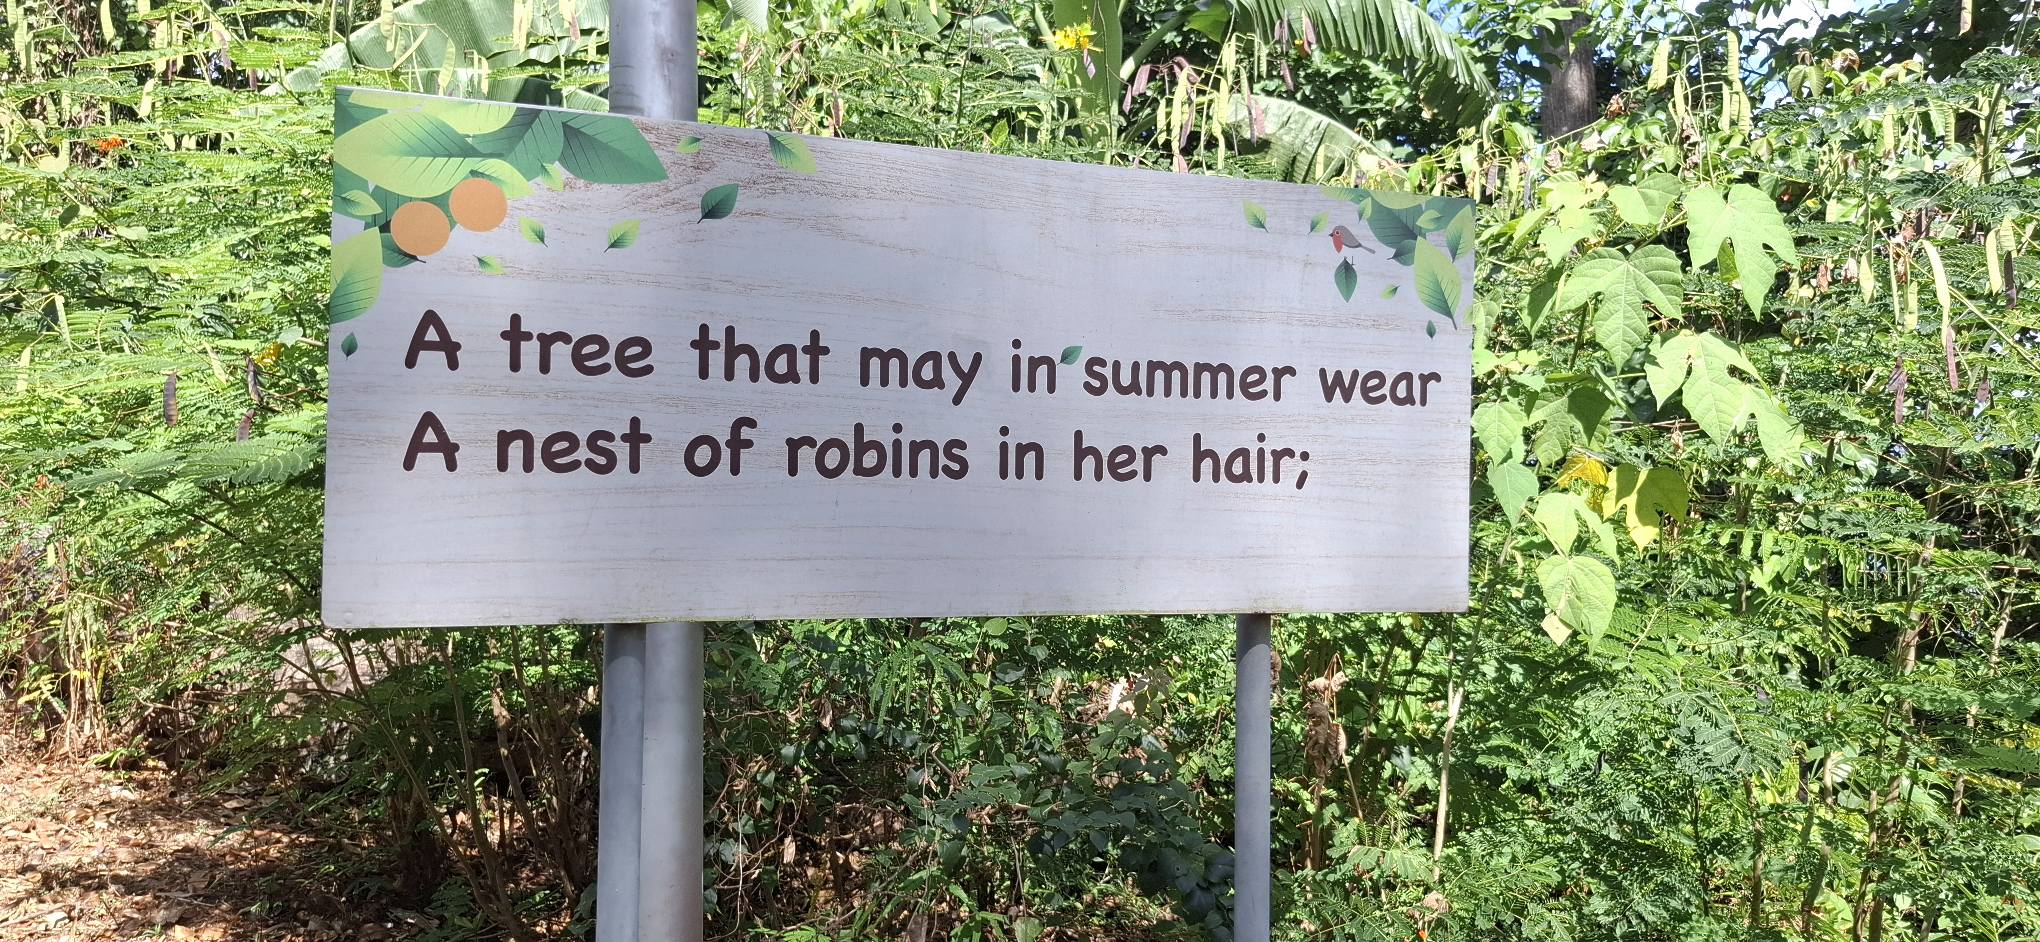 A tree that may in summer wear
A nest of robins in her hair;